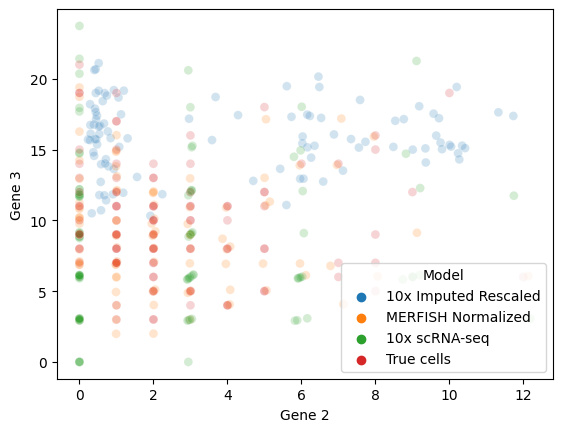 20
15
10
5
0
Gene 3
0
2
4
6
8
10
12
Gene 2
Model
10x Imputed Rescaled
MERFISH Normalized
10x scRNA-seq
True cells